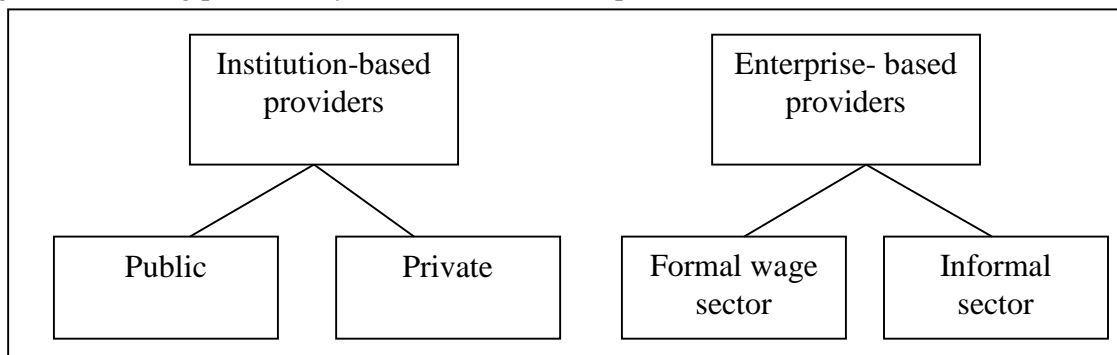 Institution-based
providers
Enterprise- based
providers
Public
Private
Formal wage
sector
Informal
sector